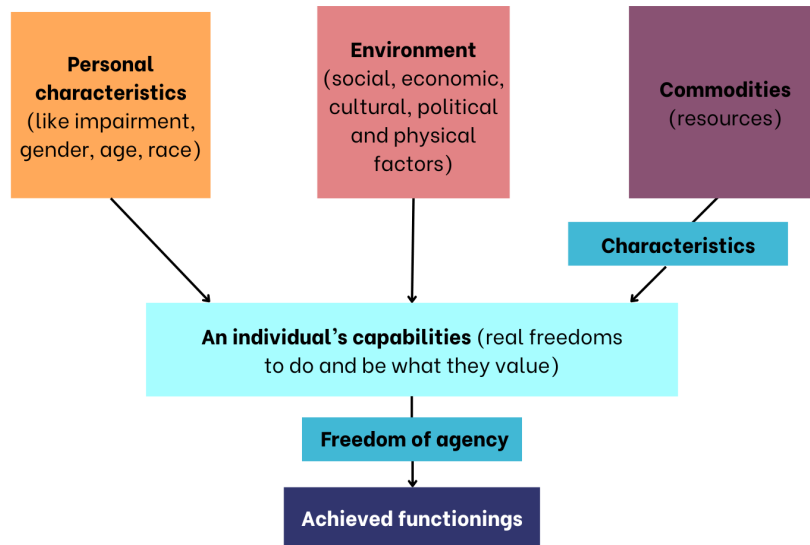 Personal
characteristics
(like impairment,
gender, age, race)
Environment
(social, economic,
cultural, political
and physical
factors)
Commodities
(resources)
Characteristics
An individual's capabilities (real freedoms
to do and be what they value)
Freedom of agency
Achieved functionings